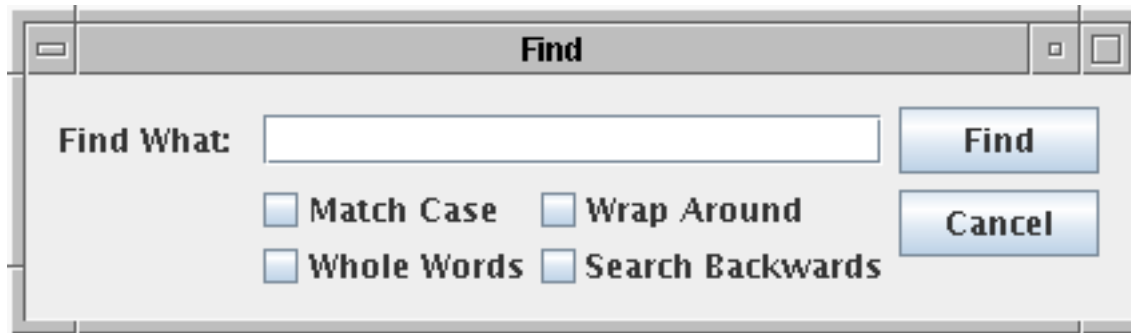 Find
Find What:
Find
Match Case
Wrap Around
Cancel
Whole Words
Search Backwards